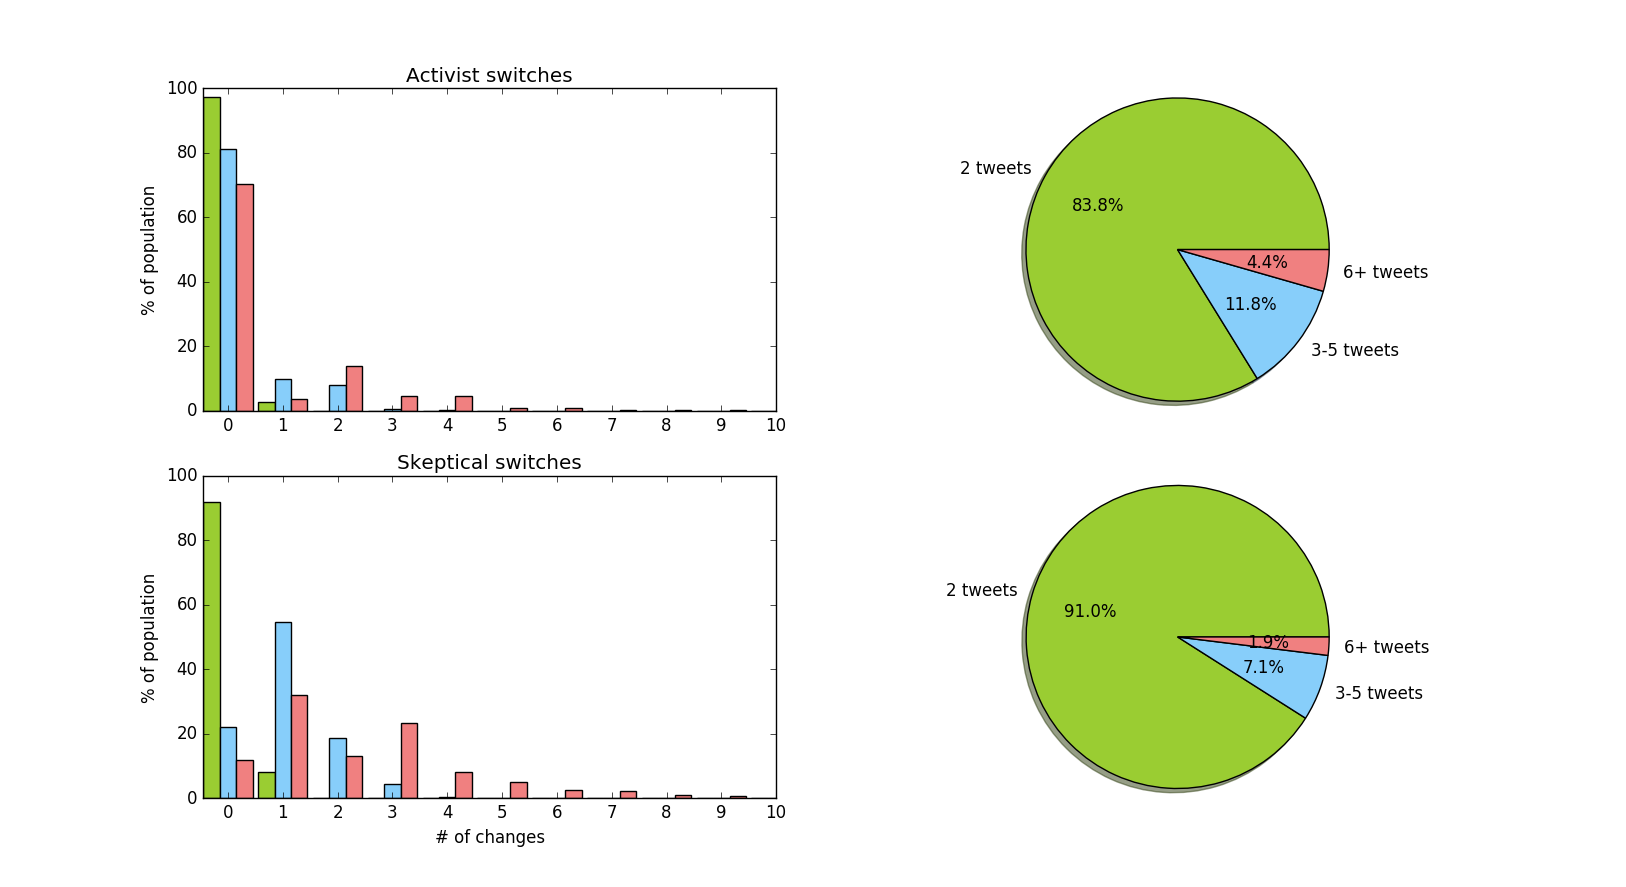 Activist switches
100
80
60
40
20
0
% of population
0 1 2 3 4 5 6 7 8 9 10
2 tweets
83.8%
4.4%
6+ tweets
11.8%
3-5 tweets
Skeptical switches
100
80
60
40
20
0
% of population
0 1 2 3 4 5 6 7 8 9 10
# of changes
2 tweets
91.0%
1.9%
6+ tweets
7.1%
3-5 tweets